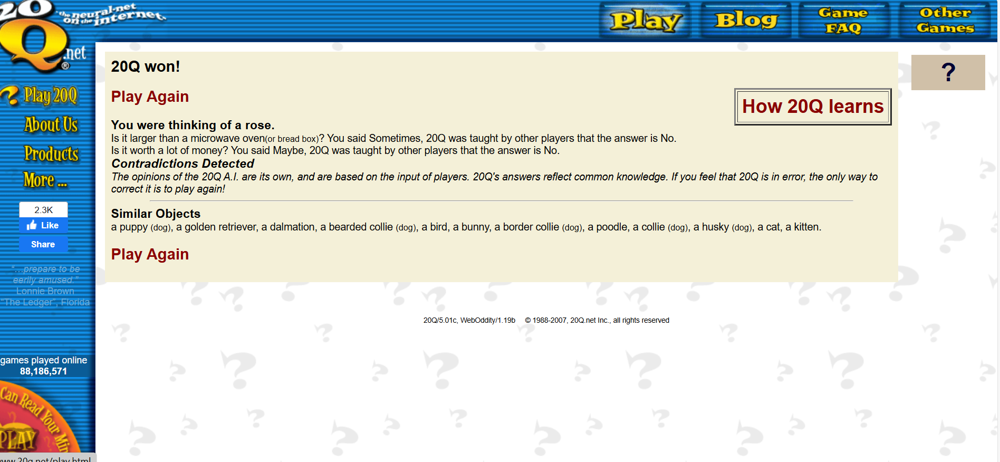 20Q.net®
the neural-net
on the internet.
Play
Blog
Game
FAQ
Other
Games
?
Play 20Q
About Us
Products
More ...
2.3K
Like
Share
“...prepare to be
eerily amused.”
Lonnie Brown
“The Ledger”, Florida
games played online
88,186,571
Can Read Your Min
PLAY
www.20q.net/play.html
20Q won!
Play Again
How 20Q learns
You were thinking of a rose.
Is it larger than a microwave oven(or bread box)? You said Sometimes, 20Q was taught by other players that the answer is No.
Is it worth a lot of money? You said Maybe, 20Q was taught by other players that the answer is No.
Contradictions Detected
The opinions of the 20Q A.I. are its own, and are based on the input of players. 20Q's answers reflect common knowledge. If you feel that 20Q is in error, the only way to
correct it is to play again!
Similar Objects
a puppy (dog), a golden retriever, a dalmation, a bearded collie (dog), a bird, a bunny, a border collie (dog), a poodle, a collie (dog), a husky (dog), a cat, a kitten.
Play Again
20Q/5.01c, WebOddity/1.19b © 1988-2007, 20Q.net Inc., all rights reserved